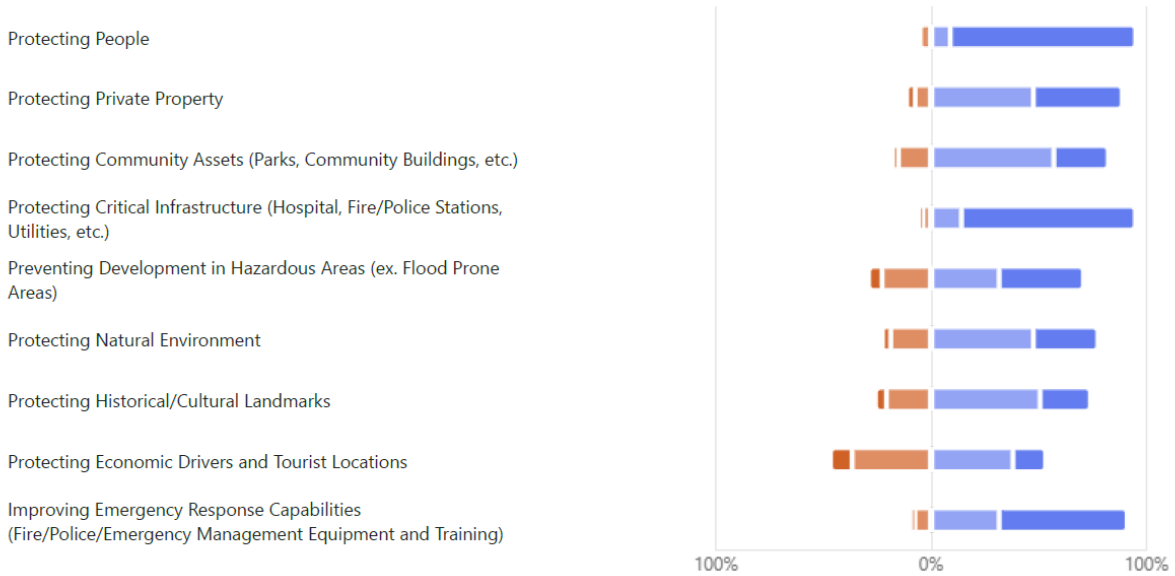 Protecting People
Protecting Private Property
Protecting Community Assets (Parks, Community Buildings, etc.)
Protecting Critical Infrastructure (Hospital, Fire/Police Stations,
Utilities, etc.)
Preventing Development in Hazardous Areas (ex. Flood Prone
Areas)
Protecting Natural Environment
Protecting Historical/Cultural Landmarks
Protecting Economic Drivers and Tourist Locations
Improving Emergency Response Capabilities
(Fire/Police/Emergency Management Equipment and Training)
100% 0% 100%